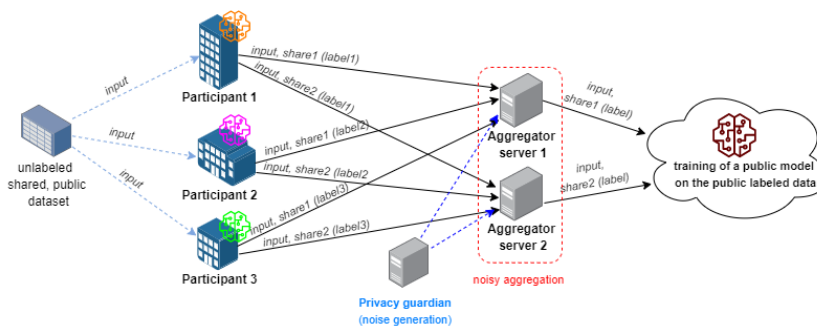 input
input
input
unlabeled
shared, public
dataset
Participant 1
Participant 2
Participant 3
input, share1 (label1)
input, share2 (label1)
input, share1 (label2)
input, share2 (label2
input, share1 (label3)
input, share2 (label3)
Aggregator
server 1
Aggregator
server 2
noisy aggregation
Privacy guardian
(noise generation)
input,
share1 (label)
input,
share2 (label)
training of a public model
on the public labeled data